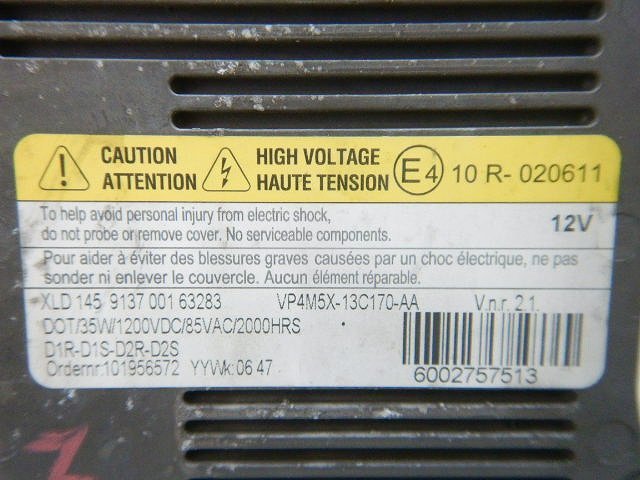 CAUTION
ATTENTION
HIGH VOLTAGE
HAUTE TENSION
E4 10 R- 020611
To help avoid personal injury from electric shock,
do not probe or remove cover. No serviceable components.
12V
Pour aider à éviter des blessures graves causées par un choc électrique, ne pas
sonder ni enlever le couvercle. Aucun élément réparable.
XLD 145 9137 001 63283 VP4M5X-13C170-AA V.n.r. 2.1.
DOT/35W/1200VDC/85VAC/2000HRS
D1R-D1S-D2R-D2S
Ordernr.:101956572 YYWk: 06 47
6002757513